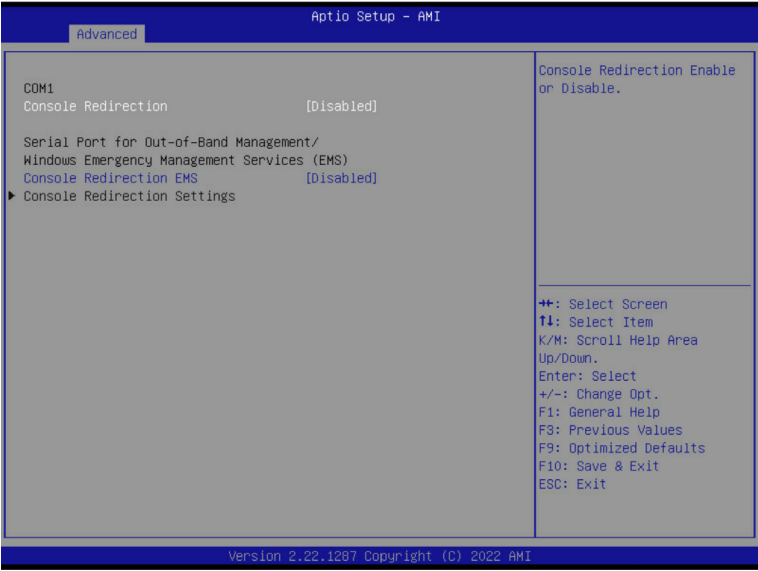 Aptio Setup – AMI
Advanced
COM1
Console Redirection [Disabled]
Serial Port for Out-of-Band Management/
Windows Emergency Management Services (EMS)
Console Redirection EMS [Disabled]
Console Redirection Settings
Console Redirection Enable
or Disable.
→←: Select Screen
↑↓: Select Item
K/M: Scroll Help Area
Up/Down.
Enter: Select
+/-: Change Opt.
F1: General Help
F3: Previous Values
F9: Optimized Defaults
F10: Save & Exit
ESC: Exit
Version 2.22.1287 Copyright (C) 2022 AMI